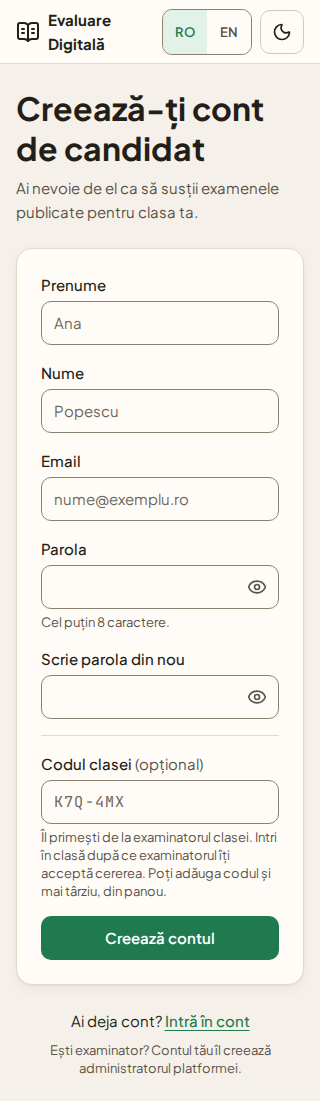 Evaluare
Digitală
RO
EN
Creează-ți cont
de candidat
Ai nevoie de el ca să susții examenele
publicate pentru clasa ta.
Prenume
Ana
Nume
Popescu
Email
nume@exemplu.ro
Parola
Cel puțin 8 caractere.
Scrie parola din nou
Codul clasei (opțional)
K7Q-4MX
Îl primești de la examinatorul clasei. Intri
în clasă după ce examinatorul îți
acceptă cererea. Poți adăuga codul și
mai târziu, din panou.
Creează contul
Ai deja cont? Intră în cont
Ești examinator? Contul tău îl creează
administratorul platformei.